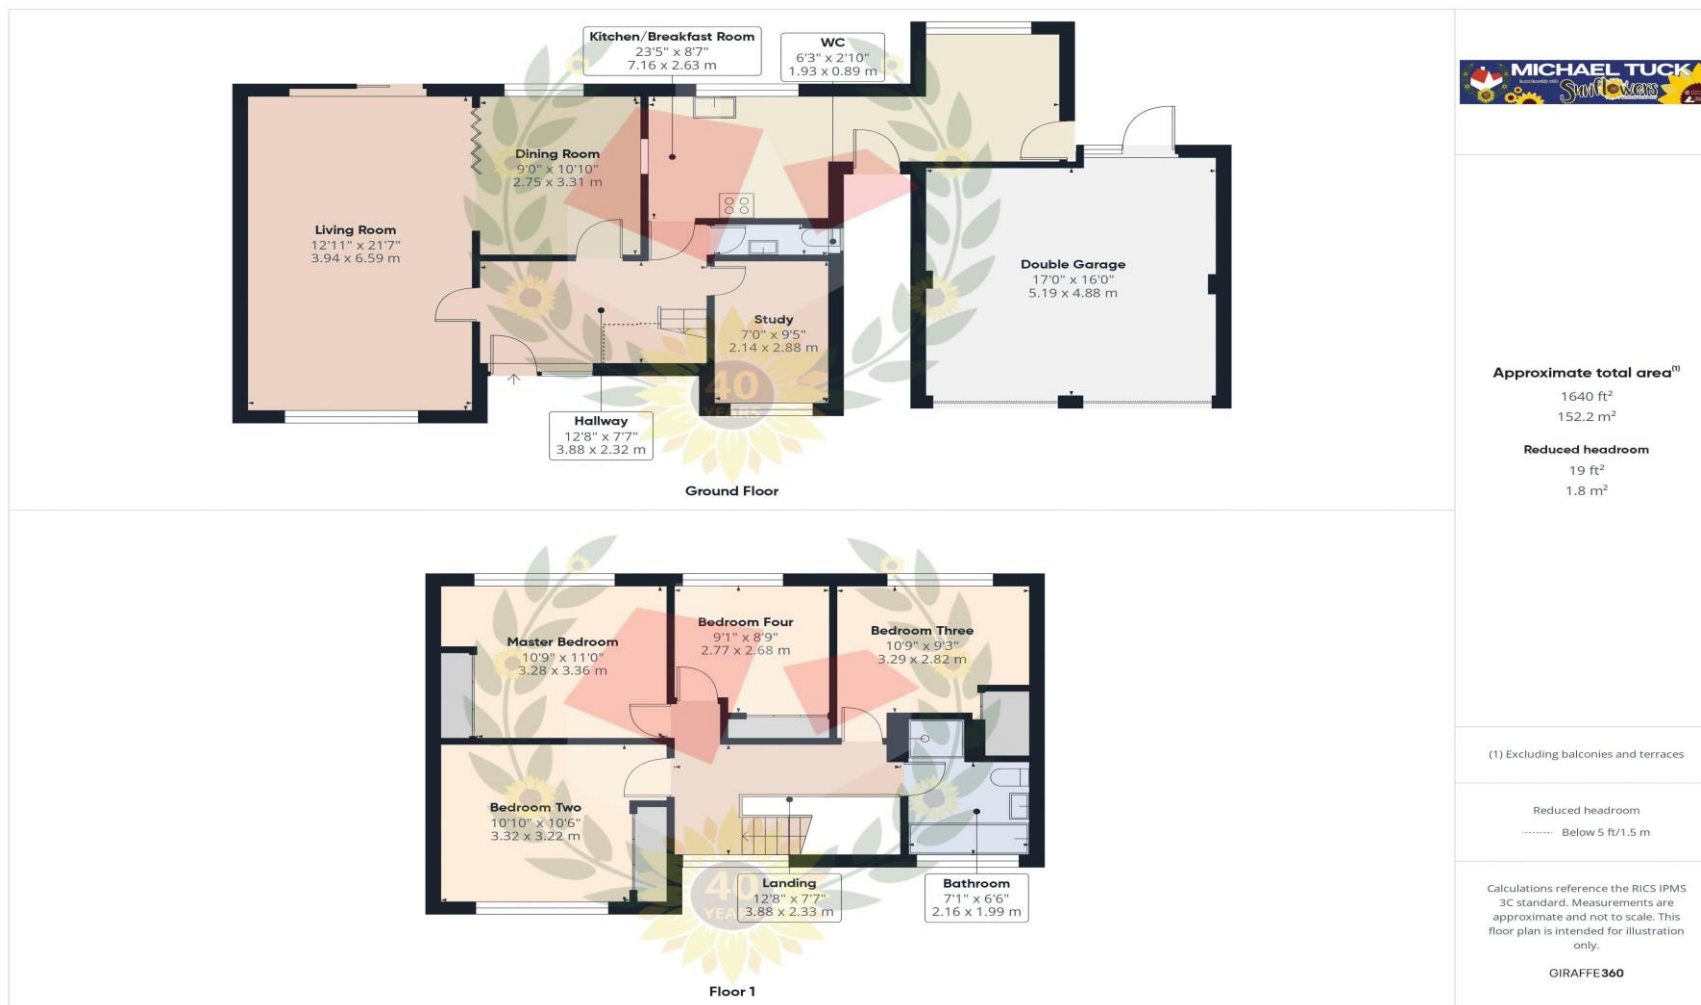 Kitchen/Breakfast Room
23'5" x 8'7"
7.16 x 2.63 m
WC
6'3" x 2'10"
1.93 x 0.89 m
Dining Room
9'0" x 10'10"
2.75 x 3.31 m
Living Room
12'11" x 21'7"
3.94 x 6.59 m
Double Garage
17'0" x 16'0"
5.19 x 4.88 m
Study
7'0" x 9'5"
2.14 x 2.88 m
40
YEARS
Hallway
12'8" x 7'7"
3.88 x 2.32 m
Ground Floor
Master Bedroom
10'9" x 11'0"
3.28 x 3.36 m
Bedroom Four
9'1" x 8'9"
2.77 x 2.68 m
Bedroom Three
10'9" x 9'3"
3.29 x 2.82 m
Bedroom Two
10'10" x 10'6"
3.32 x 3.22 m
40
YEARS
Landing
12'8" x 7'7"
3.88 x 2.33 m
Bathroom
7'1" x 6'6"
2.16 x 1.99 m
Floor 1
MICHAEL TUCK
Sunflowers
Approximate total area(1)
1640 ft²
152.2 m²
Reduced headroom
19 ft²
1.8 m²
(1) Excluding balconies and terraces
Reduced headroom
Below 5 ft/1.5 m
Calculations reference the RICS IPMS
3C standard. Measurements are
approximate and not to scale. This
floor plan is intended for illustration
only.
GIRAFFE360